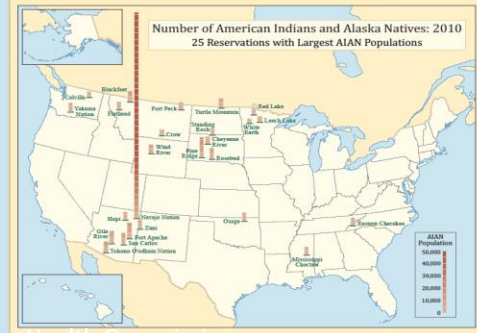 Number of American Indians and Alaska Natives: 2010
25 Reservations with Largest AIAN Populations
Colville
Blackfeet
Yakama
Nation
Flathead
Fort Peck
Turtle Mountain
Red Lake
White
Earth
Leech Lake
Standing
Rock
Cheyenne
River
Crow
Wind
River
Pine
Ridge
Rosebud
Hopi
Navajo Nation
Zuni
Gila
River
Fort Apache
San Carlos
Tohono O'odham Nation
Osage
Eastern Cherokee
Mississippi
Choctaw
AIAN
Population
50,000
40,000
30,000
20,000
10,000
0